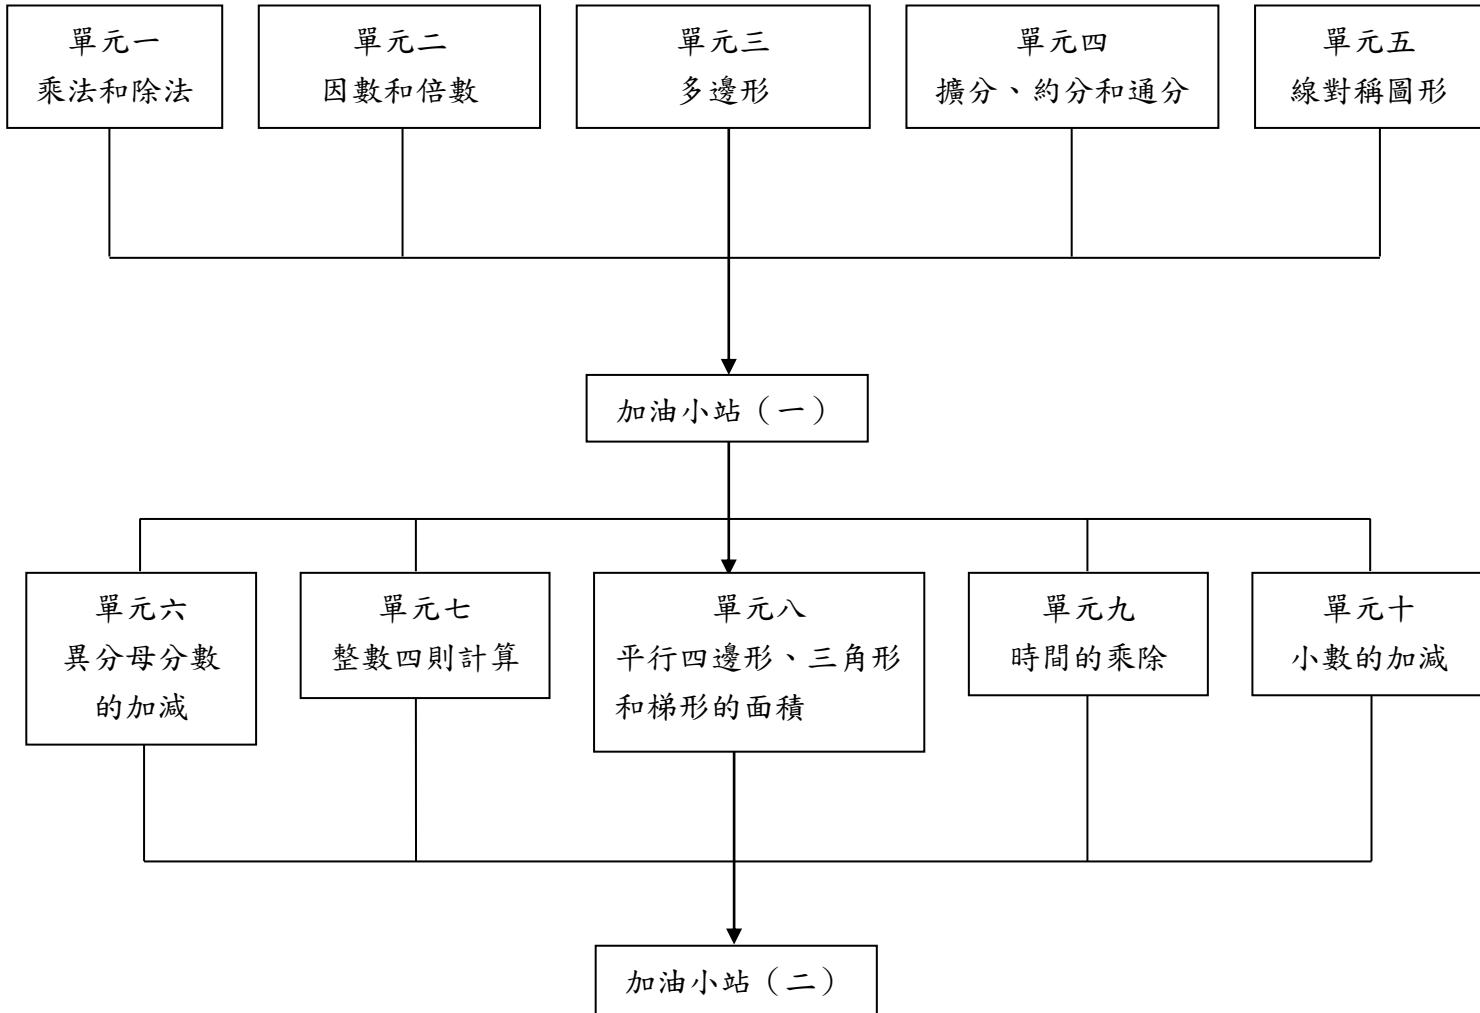 單元一
乘法和除法
單元二
因數和倍數
單元三
多邊形
單元四
擴分、約分和通分
單元五
線對稱圖形
加油小站（一）
單元六
異分母分數
的加減
單元七
整數四則計算
單元八
平行四邊形、三角形
和梯形的面積
單元九
時間的乘除
單元十
小數的加減
加油小站（二）